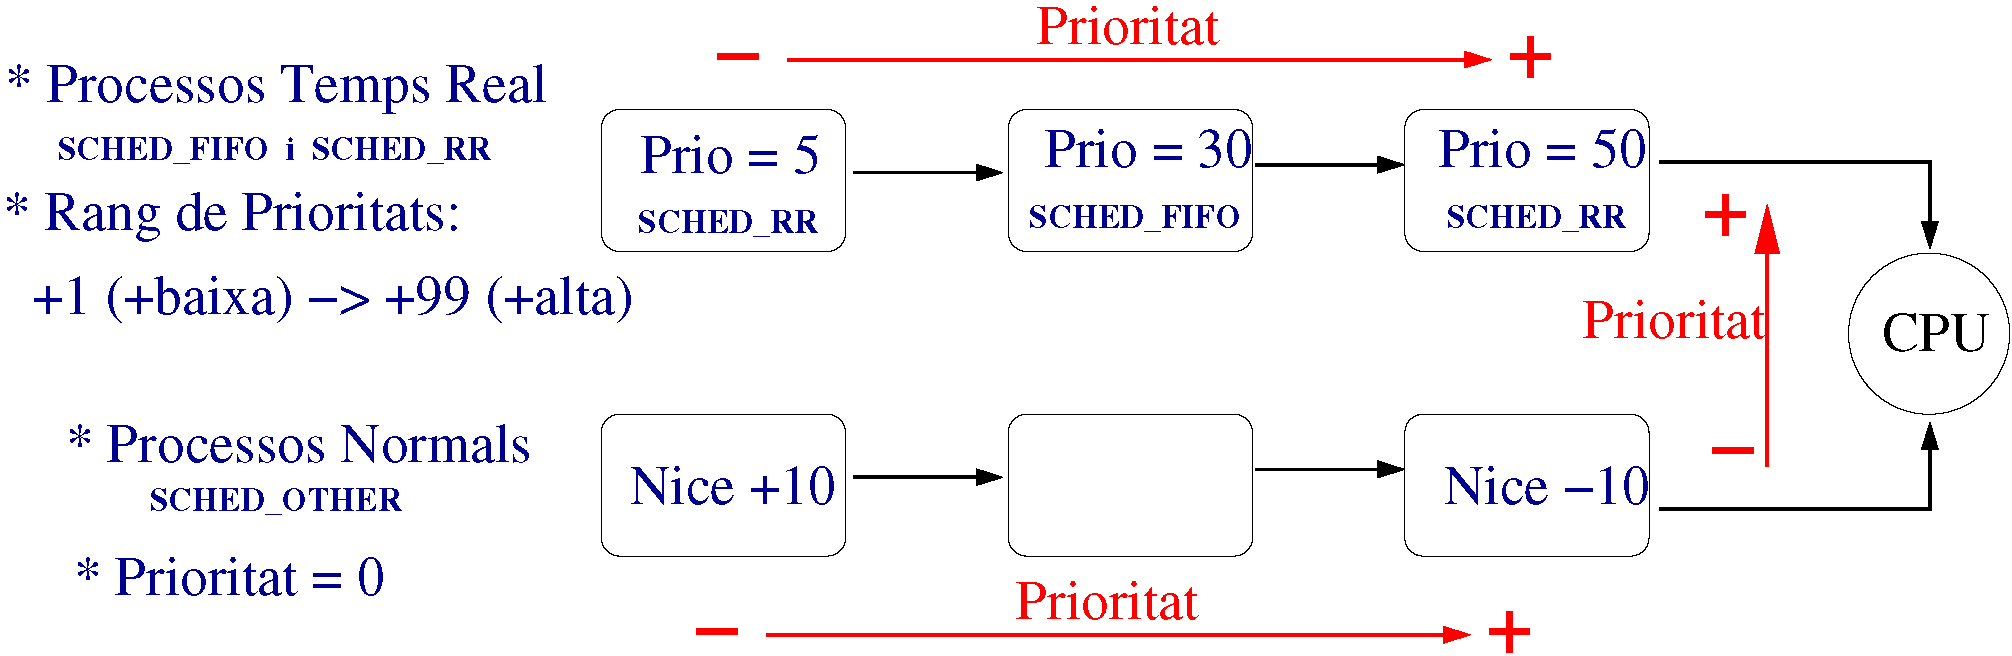 Prioritat
− +
* Processos Temps Real
SCHED_FIFO i SCHED_RR
* Rang de Prioritats:
+1 (+baixa) −> +99 (+alta)
Prio = 5
SCHED_RR
Prio = 30
SCHED_FIFO
Prio = 50
SCHED_RR
+
Prioritat
−
CPU
* Processos Normals
SCHED_OTHER
* Prioritat = 0
Nice +10
Nice −10
Prioritat
− +